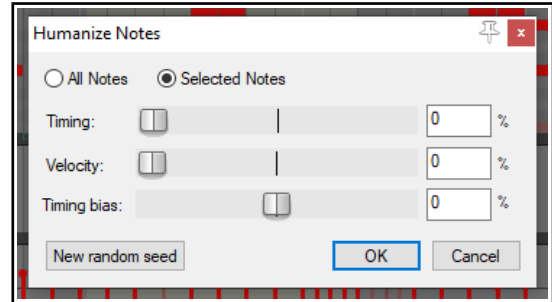 Humanize Notes
All Notes Selected Notes
Timing: 0 %
Velocity: 0 %
Timing bias: 0 %
New random seed OK Cancel